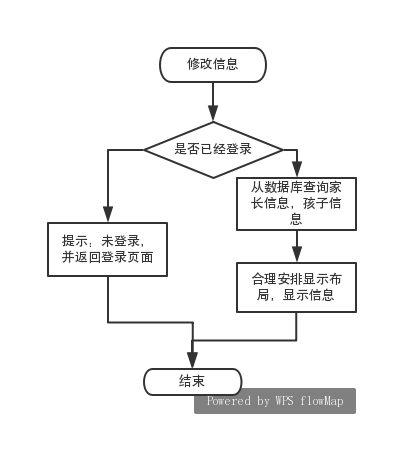 修改信息
是否已经登录
从数据库查询家
长信息，孩子信
息
提示：未登录，
并返回登录页面
合理安排显示布
局，显示信息
结束
Powered by WPS flowMap